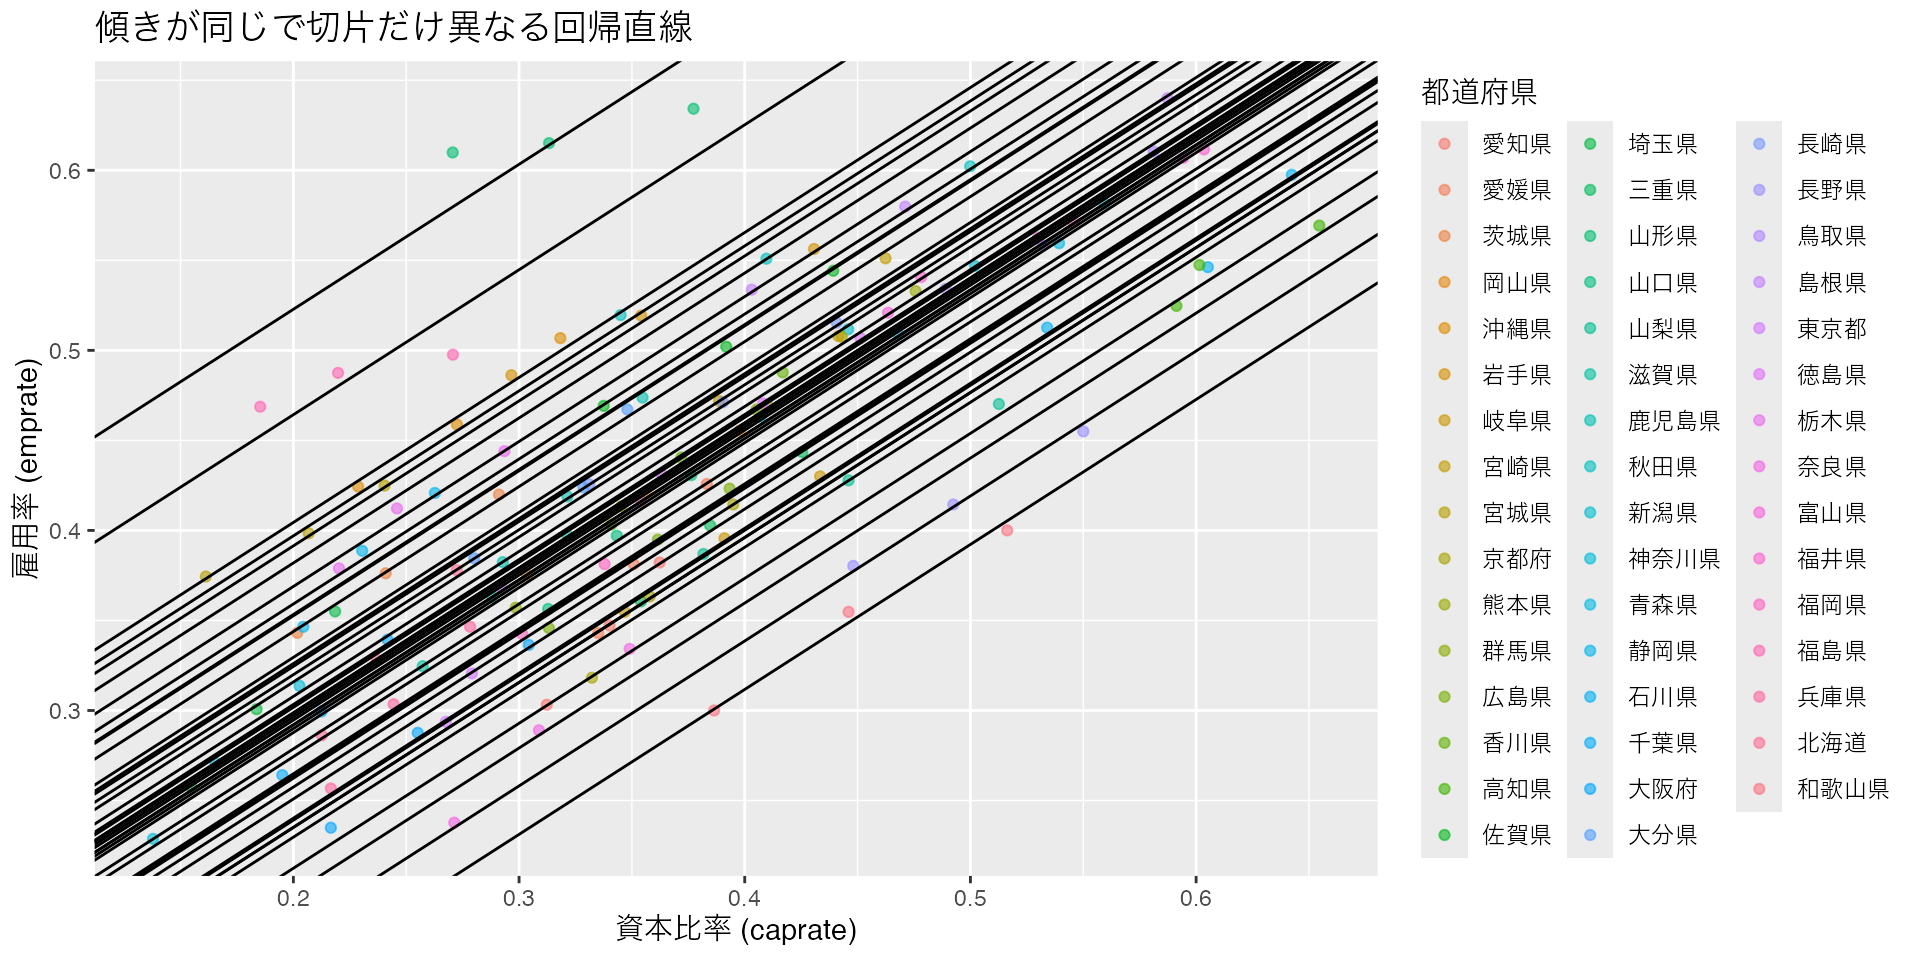 傾きが同じで切片だけ異なる回帰直線
雇用率 (emprate)
0.6
0.5
0.4
0.3
0.2
0.3
0.4
0.5
0.6
資本比率 (caprate)
都道府県
愛知県
愛媛県
茨城県
岡山県
沖縄県
岩手県
岐阜県
宮崎県
宮城県
京都府
熊本県
群馬県
広島県
香川県
高知県
佐賀県
埼玉県
三重県
山形県
山口県
山梨県
滋賀県
鹿児島県
秋田県
新潟県
神奈川県
青森県
静岡県
石川県
千葉県
大阪府
大分県
長崎県
長野県
鳥取県
島根県
東京都
徳島県
栃木県
奈良県
富山県
福井県
福岡県
福島県
兵庫県
北海道
和歌山県